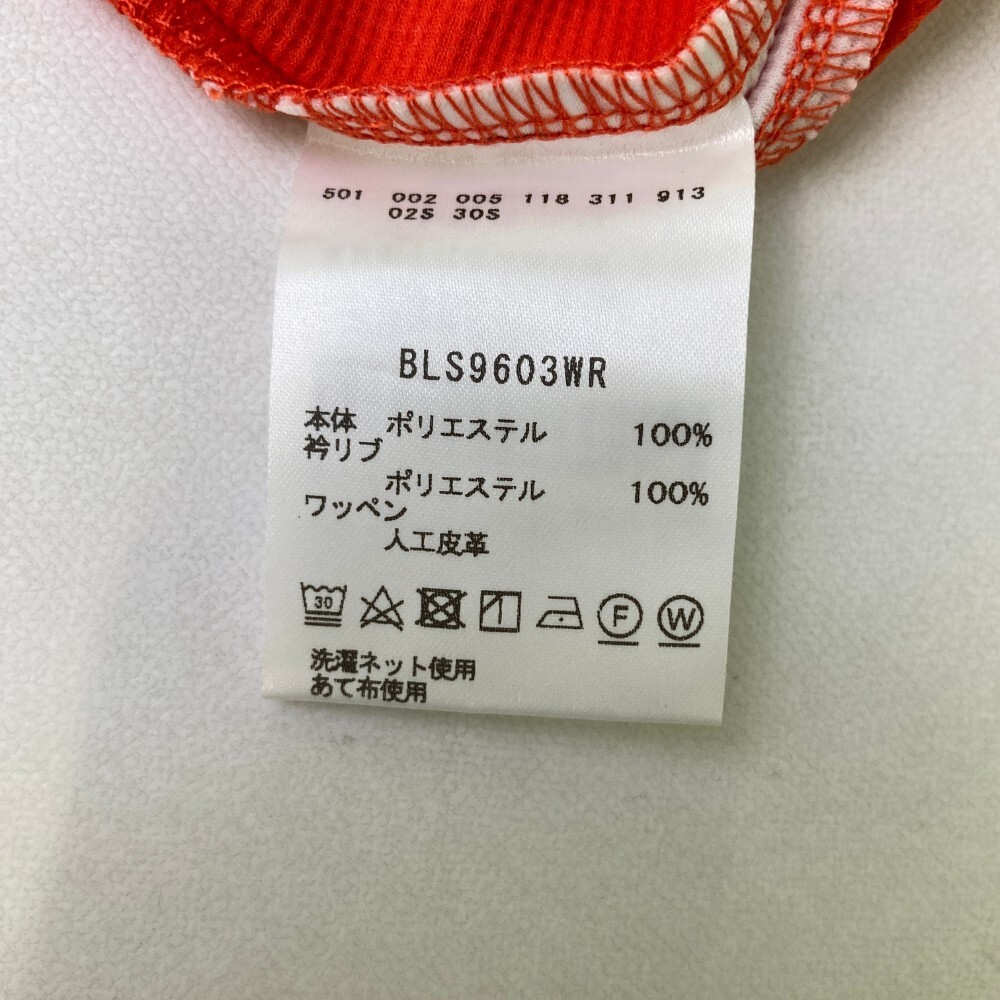 501 002 005 118 311 913
02S 30S
BLS9603WR
本体 ポリエステル 100%
衿リブ
ポリエステル 100%
ワッペン
人工皮革
30 F W
洗濯ネット使用
あて布使用